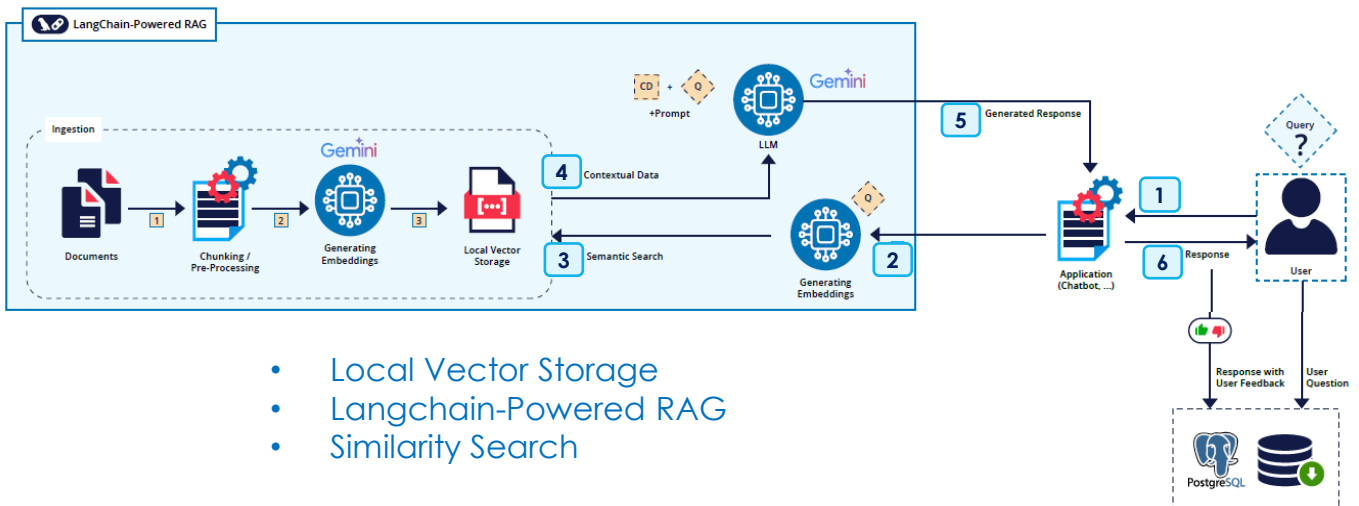 LangChain-Powered RAG
Ingestion
Documents
1
Chunking /
Pre-Processing
2
Gemini
Generating
Embeddings
3
[...]
Local Vector
Storage
CD + Q
+Prompt
Gemini
LLM
4
Contextual Data
3
Semantic Search
Q
Generating
Embeddings
2
5
Generated Response
Application
(Chatbot, ...)
1
6
Response
Query
?
User
Response with
User Feedback
User
Question
PostgreSQL
• Local Vector Storage
• Langchain-Powered RAG
• Similarity Search